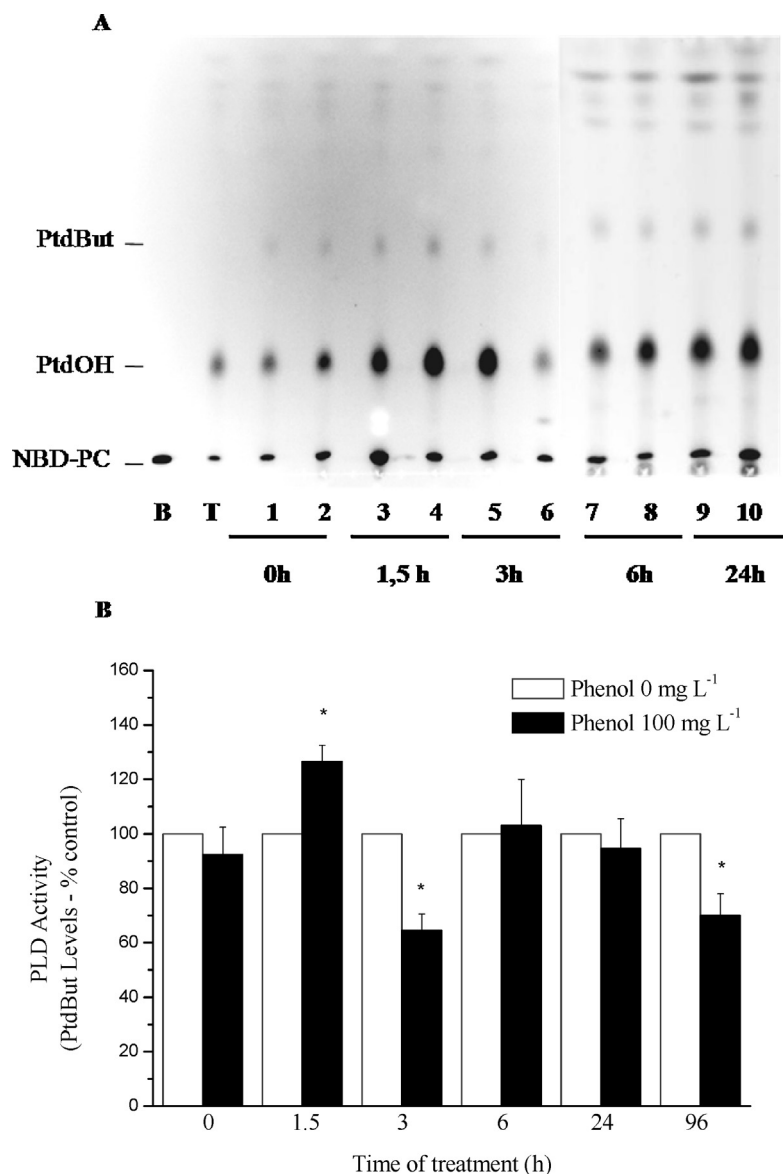 A
PtdBut
PtdOH
NBD-PC
B T 1 2 3 4 5 6 7 8 9 10
0h 1,5 h 3h 6h 24h
B
160
140
120
100
80
60
40
20
0
Phenol 0 mg L⁻¹
Phenol 100 mg L⁻¹
*
*
*
PLD Activity
(PtdBut Levels - % control)
0 1.5 3 6 24 96
Time of treatment (h)